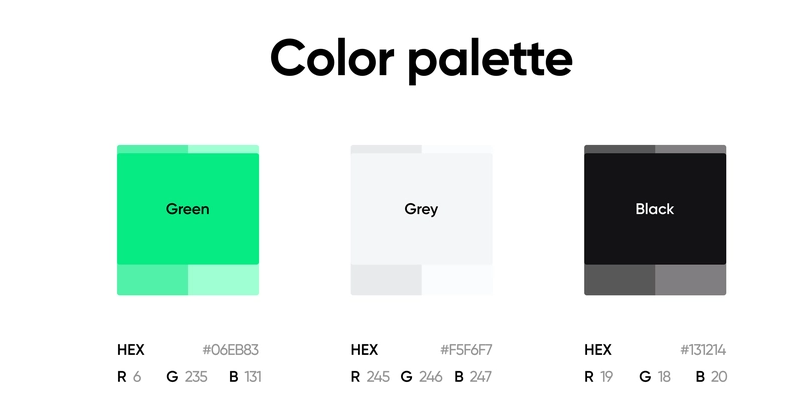 Color palette
Green
Grey
Black
HEX #06EB83
R 6 G 235 B 131
HEX #F5F6F7
R 245 G 246 B 247
HEX #131214
R 19 G 18 B 20